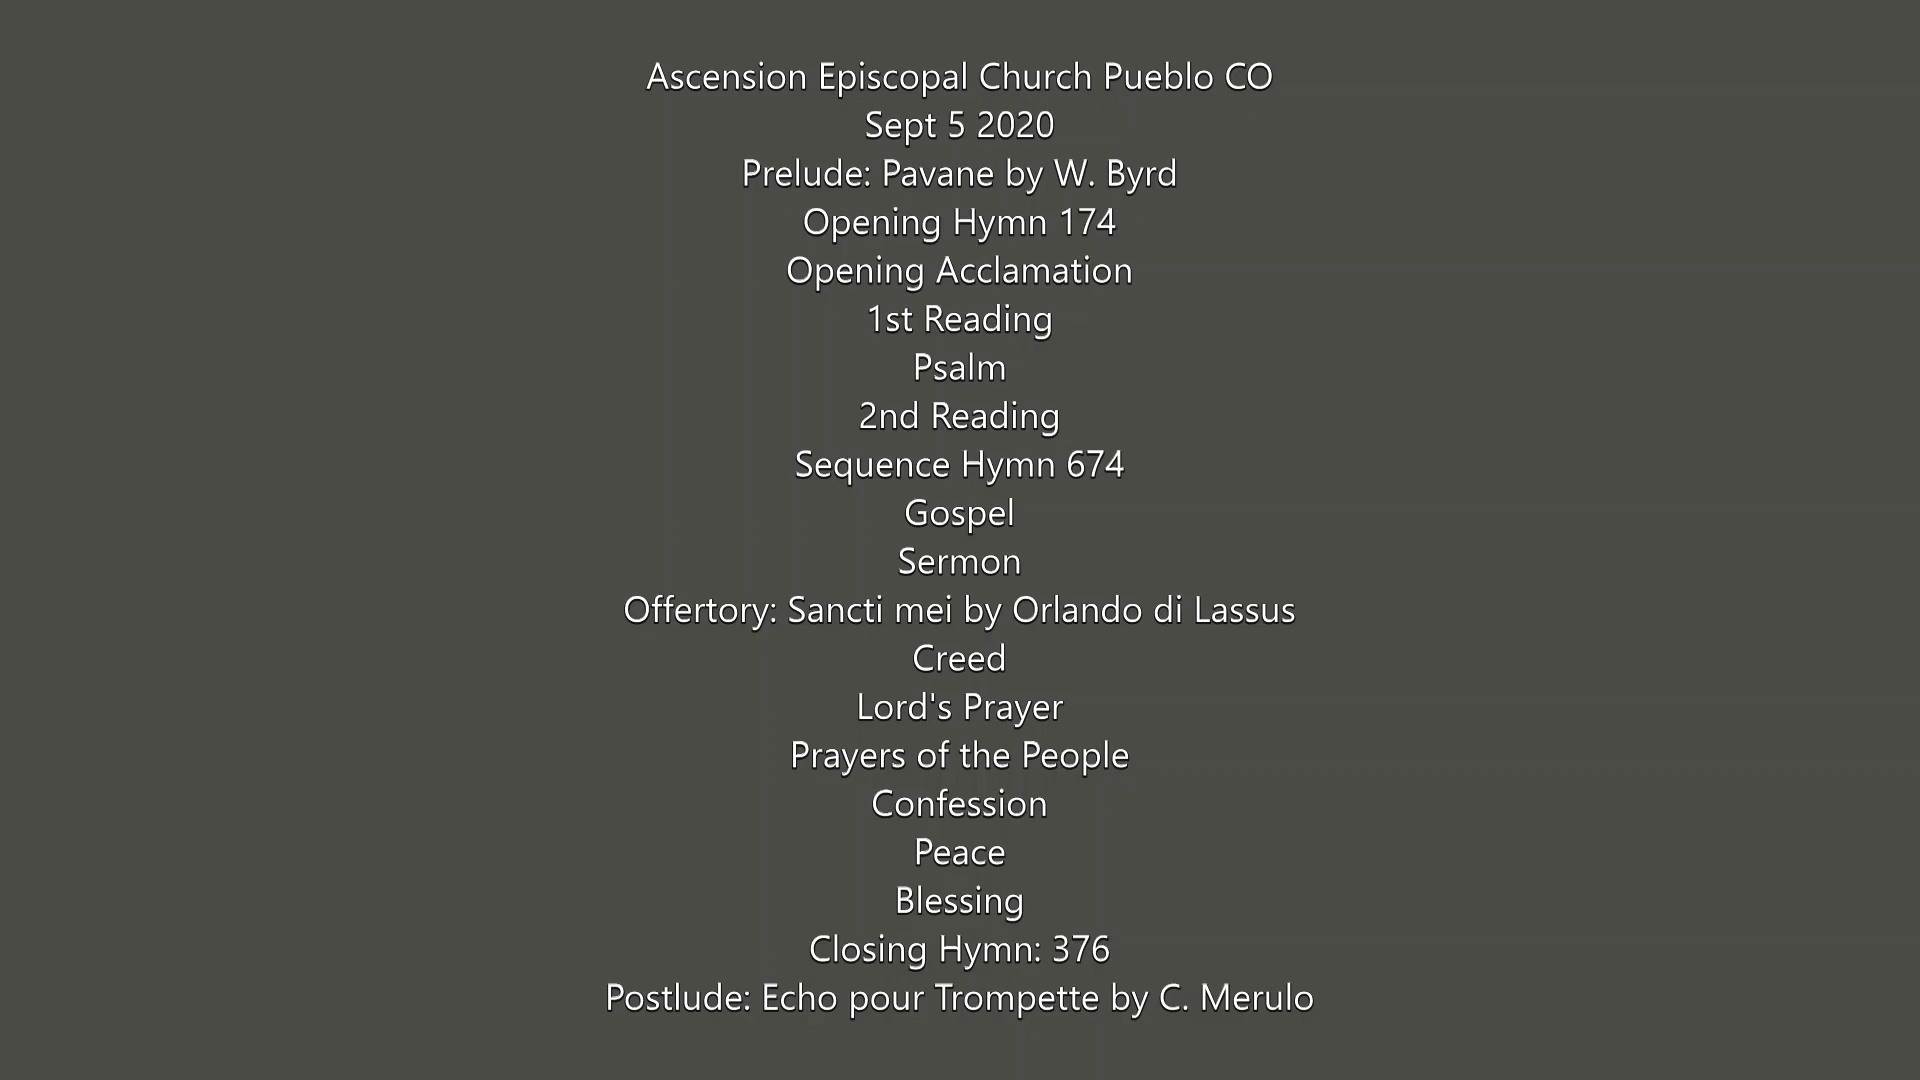 Ascension Episcopal Church Pueblo CO
Sept 5 2020
Prelude: Pavane by W. Byrd
Opening Hymn 174
Opening Acclamation
1st Reading
Psalm
2nd Reading
Sequence Hymn 674
Gospel
Sermon
Offertory: Sancti mei by Orlando di Lassus
Creed
Lord's Prayer
Prayers of the People
Confession
Peace
Blessing
Closing Hymn: 376
Postlude: Echo pour Trompette by C. Merulo